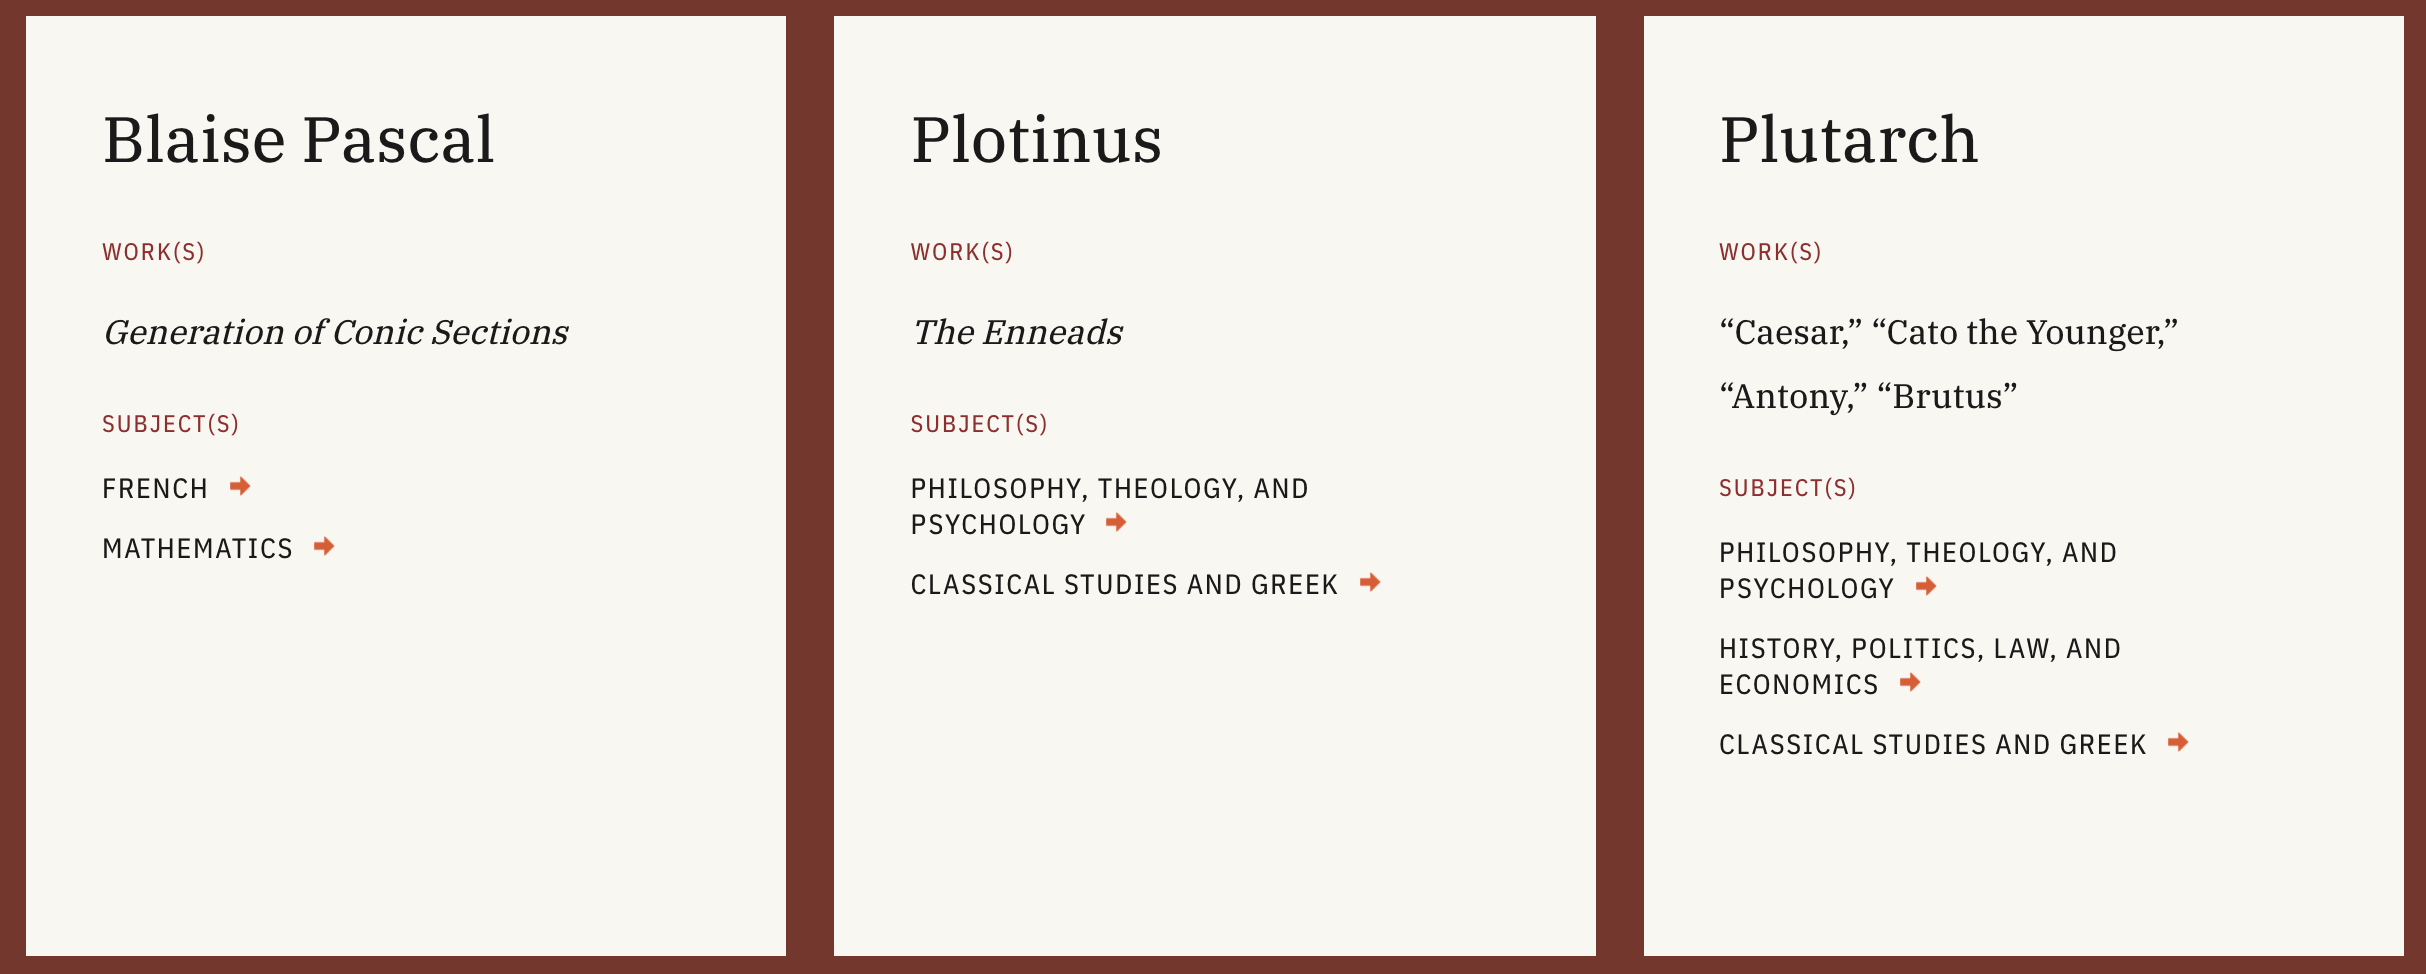 Blaise Pascal
WORK(S)
Generation of Conic Sections
SUBJECT(S)
FRENCH
MATHEMATICS
Plotinus
WORK(S)
The Enneads
SUBJECT(S)
PHILOSOPHY, THEOLOGY, AND
PSYCHOLOGY
CLASSICAL STUDIES AND GREEK
Plutarch
WORK(S)
“Caesar,” “Cato the Younger,”
“Antony,” “Brutus”
SUBJECT(S)
PHILOSOPHY, THEOLOGY, AND
PSYCHOLOGY
HISTORY, POLITICS, LAW, AND
ECONOMICS
CLASSICAL STUDIES AND GREEK